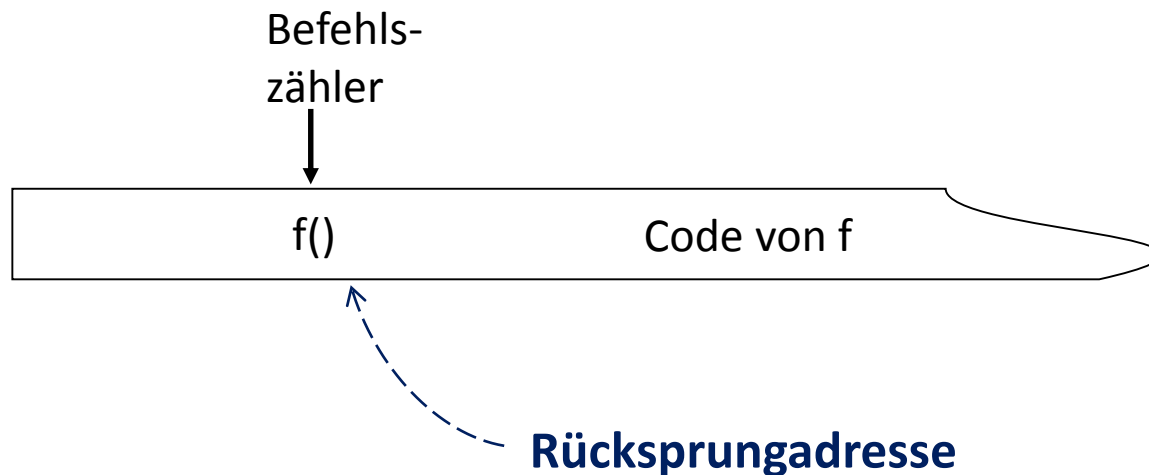 Befehls-
zähler
f() Code von f
Rücksprungadresse